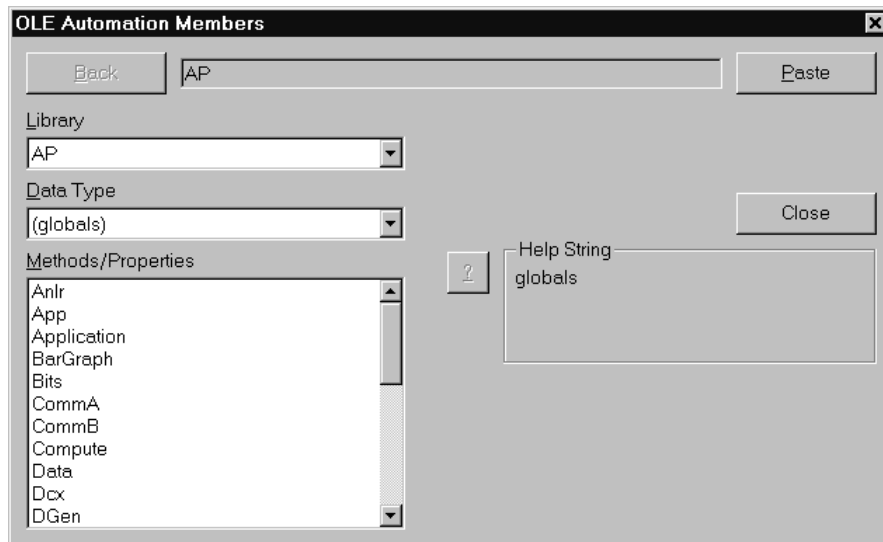 OLE Automation Members
Back
AP
Paste
Library
AP
Data Type
(globals)
Close
Methods/Properties
Anlr
App
Application
BarGraph
Bits
CommA
CommB
Compute
Data
Dcx
DGen
?
Help String
globals